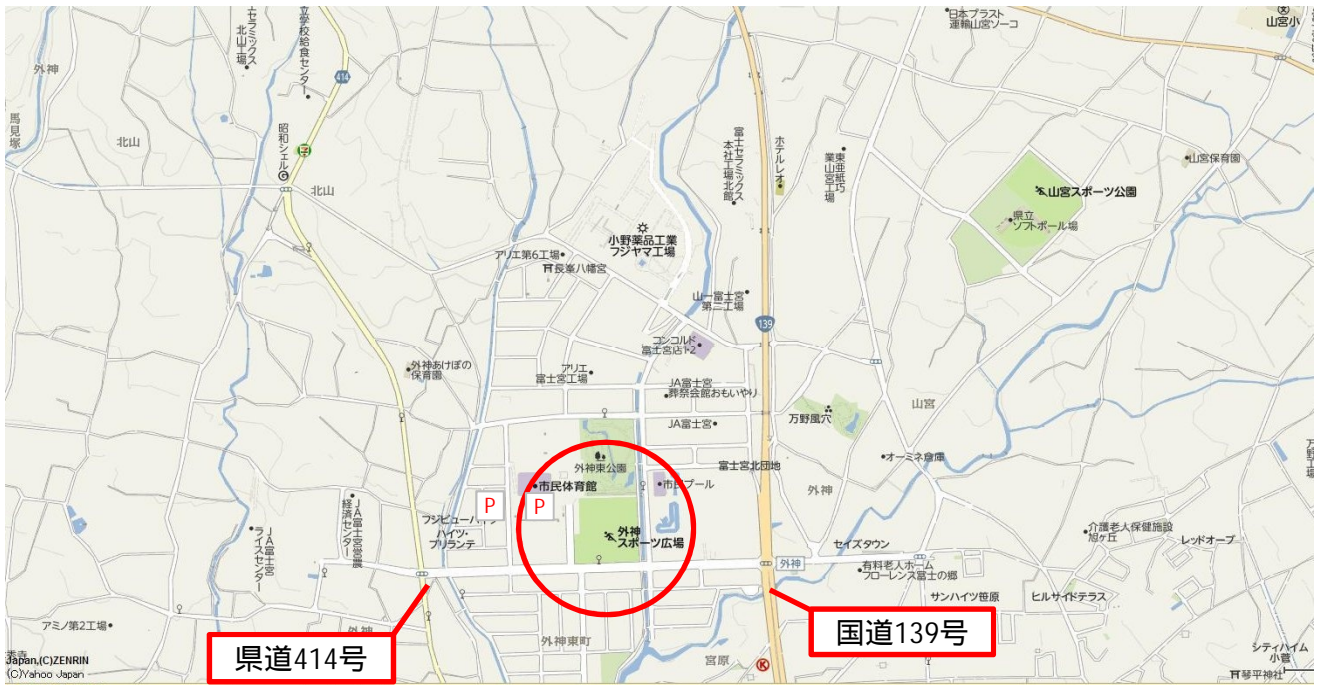 日本プラスト
運輸山宮ソーコ
山宮小
セラミックス
北山工場
立学校給食センター
外神
414
馬見塚
北山
昭和シェル
北山
富士セラミックス
本社工場北館
ホテルレオ
東亜紙巧
業山宮工場
山宮保育園
山宮スポーツ公園
県立
ソフトボール場
小野薬品工業
フジヤマ工場
アリエ第6工場
長峯八幡宮
山一富士宮
第二工場
139
コンコルド
富士宮店1・2
外神あけぼの
保育園
アリエ
富士宮工場
JA富士宮
葬祭会館おもいやり
JA富士宮
万野風穴
山宮
外神東公園
富士宮北団地
オーミネ倉庫
市民体育館
市民プール
外神
P
P
JA富士宮営農
経済センター
JA富士宮
ライスセンター
フジビューハイツ
ハイツ・
ブリランテ
外神
スポーツ広場
セイズタウン
介護老人保健施設
旭ヶ丘
レッドオーブ
外神
有料老人ホーム
フローレンス富士の郷
サンハイツ笹原
ヒルサイドテラス
アミノ第2工場
外神
県道414号
外神東町
宮原
国道139号
シティハイム
小菅
琴平神社
Japan,(C)ZENRIN
(C)Yahoo Japan